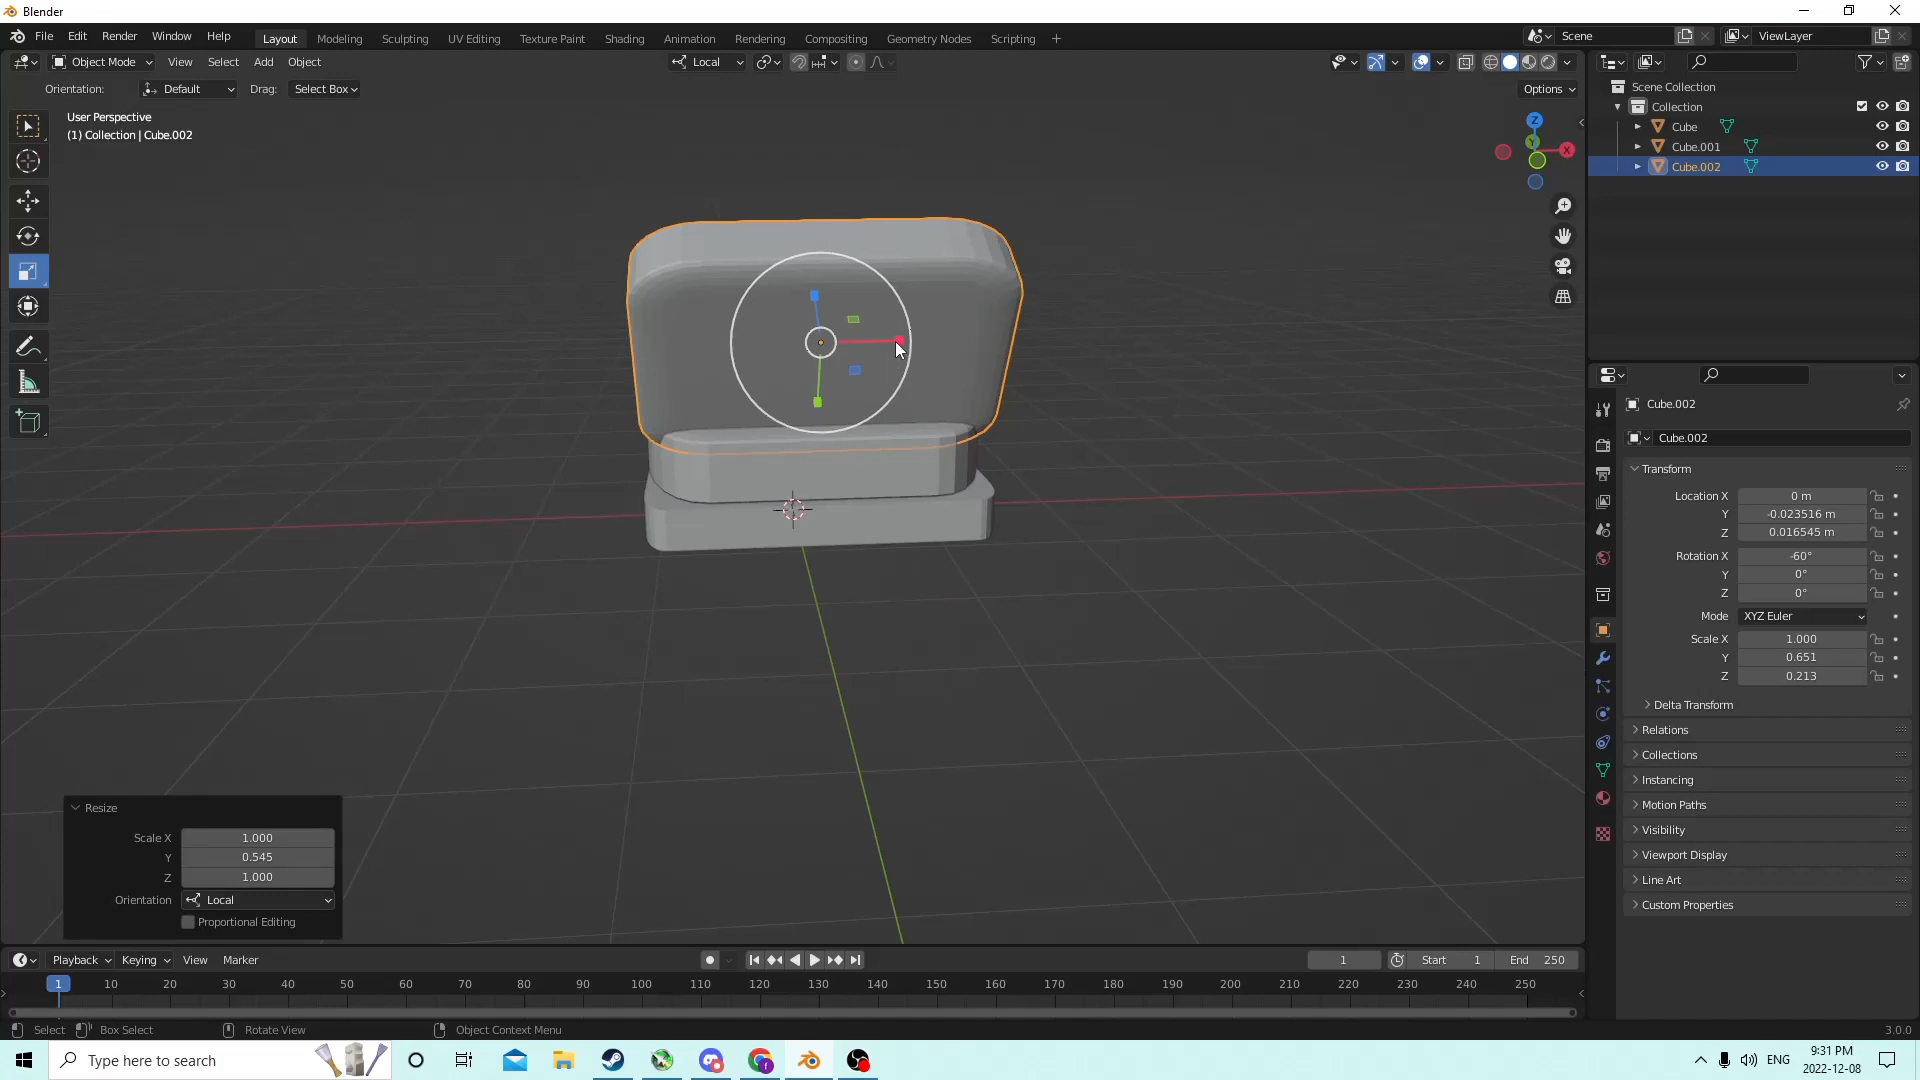 Blender
File Edit Render Window Help
Layout Modeling Sculpting UV Editing Texture Paint Shading Animation Rendering Compositing Geometry Nodes Scripting +
Scene
ViewLayer
Object Mode View Select Add Object
Local
Orientation: Default Drag: Select Box
Options
User Perspective
(1) Collection | Cube.002
Z
Y
X
Scene Collection
Collection
Cube
Cube.001
Cube.002
Cube.002
Cube.002
Transform
Location X 0 m
Y -0.023516 m
Z 0.016545 m
Rotation X -60°
Y 0°
Z 0°
Mode XYZ Euler
Scale X 1.000
Y 0.651
Z 0.213
Delta Transform
Relations
Collections
Instancing
Motion Paths
Visibility
Viewport Display
Line Art
Custom Properties
Resize
Scale X 1.000
Y 0.545
Z 1.000
Orientation Local
Proportional Editing
Playback Keying View Marker
1 Start 1 End 250
1 10 20 30 40 50 60 70 80 90 100 110 120 130 140 150 160 170 180 190 200 210 220 230 240 250
Select Box Select Rotate View Object Context Menu
3.0.0
Type here to search
ENG
9:31 PM
2022-12-08